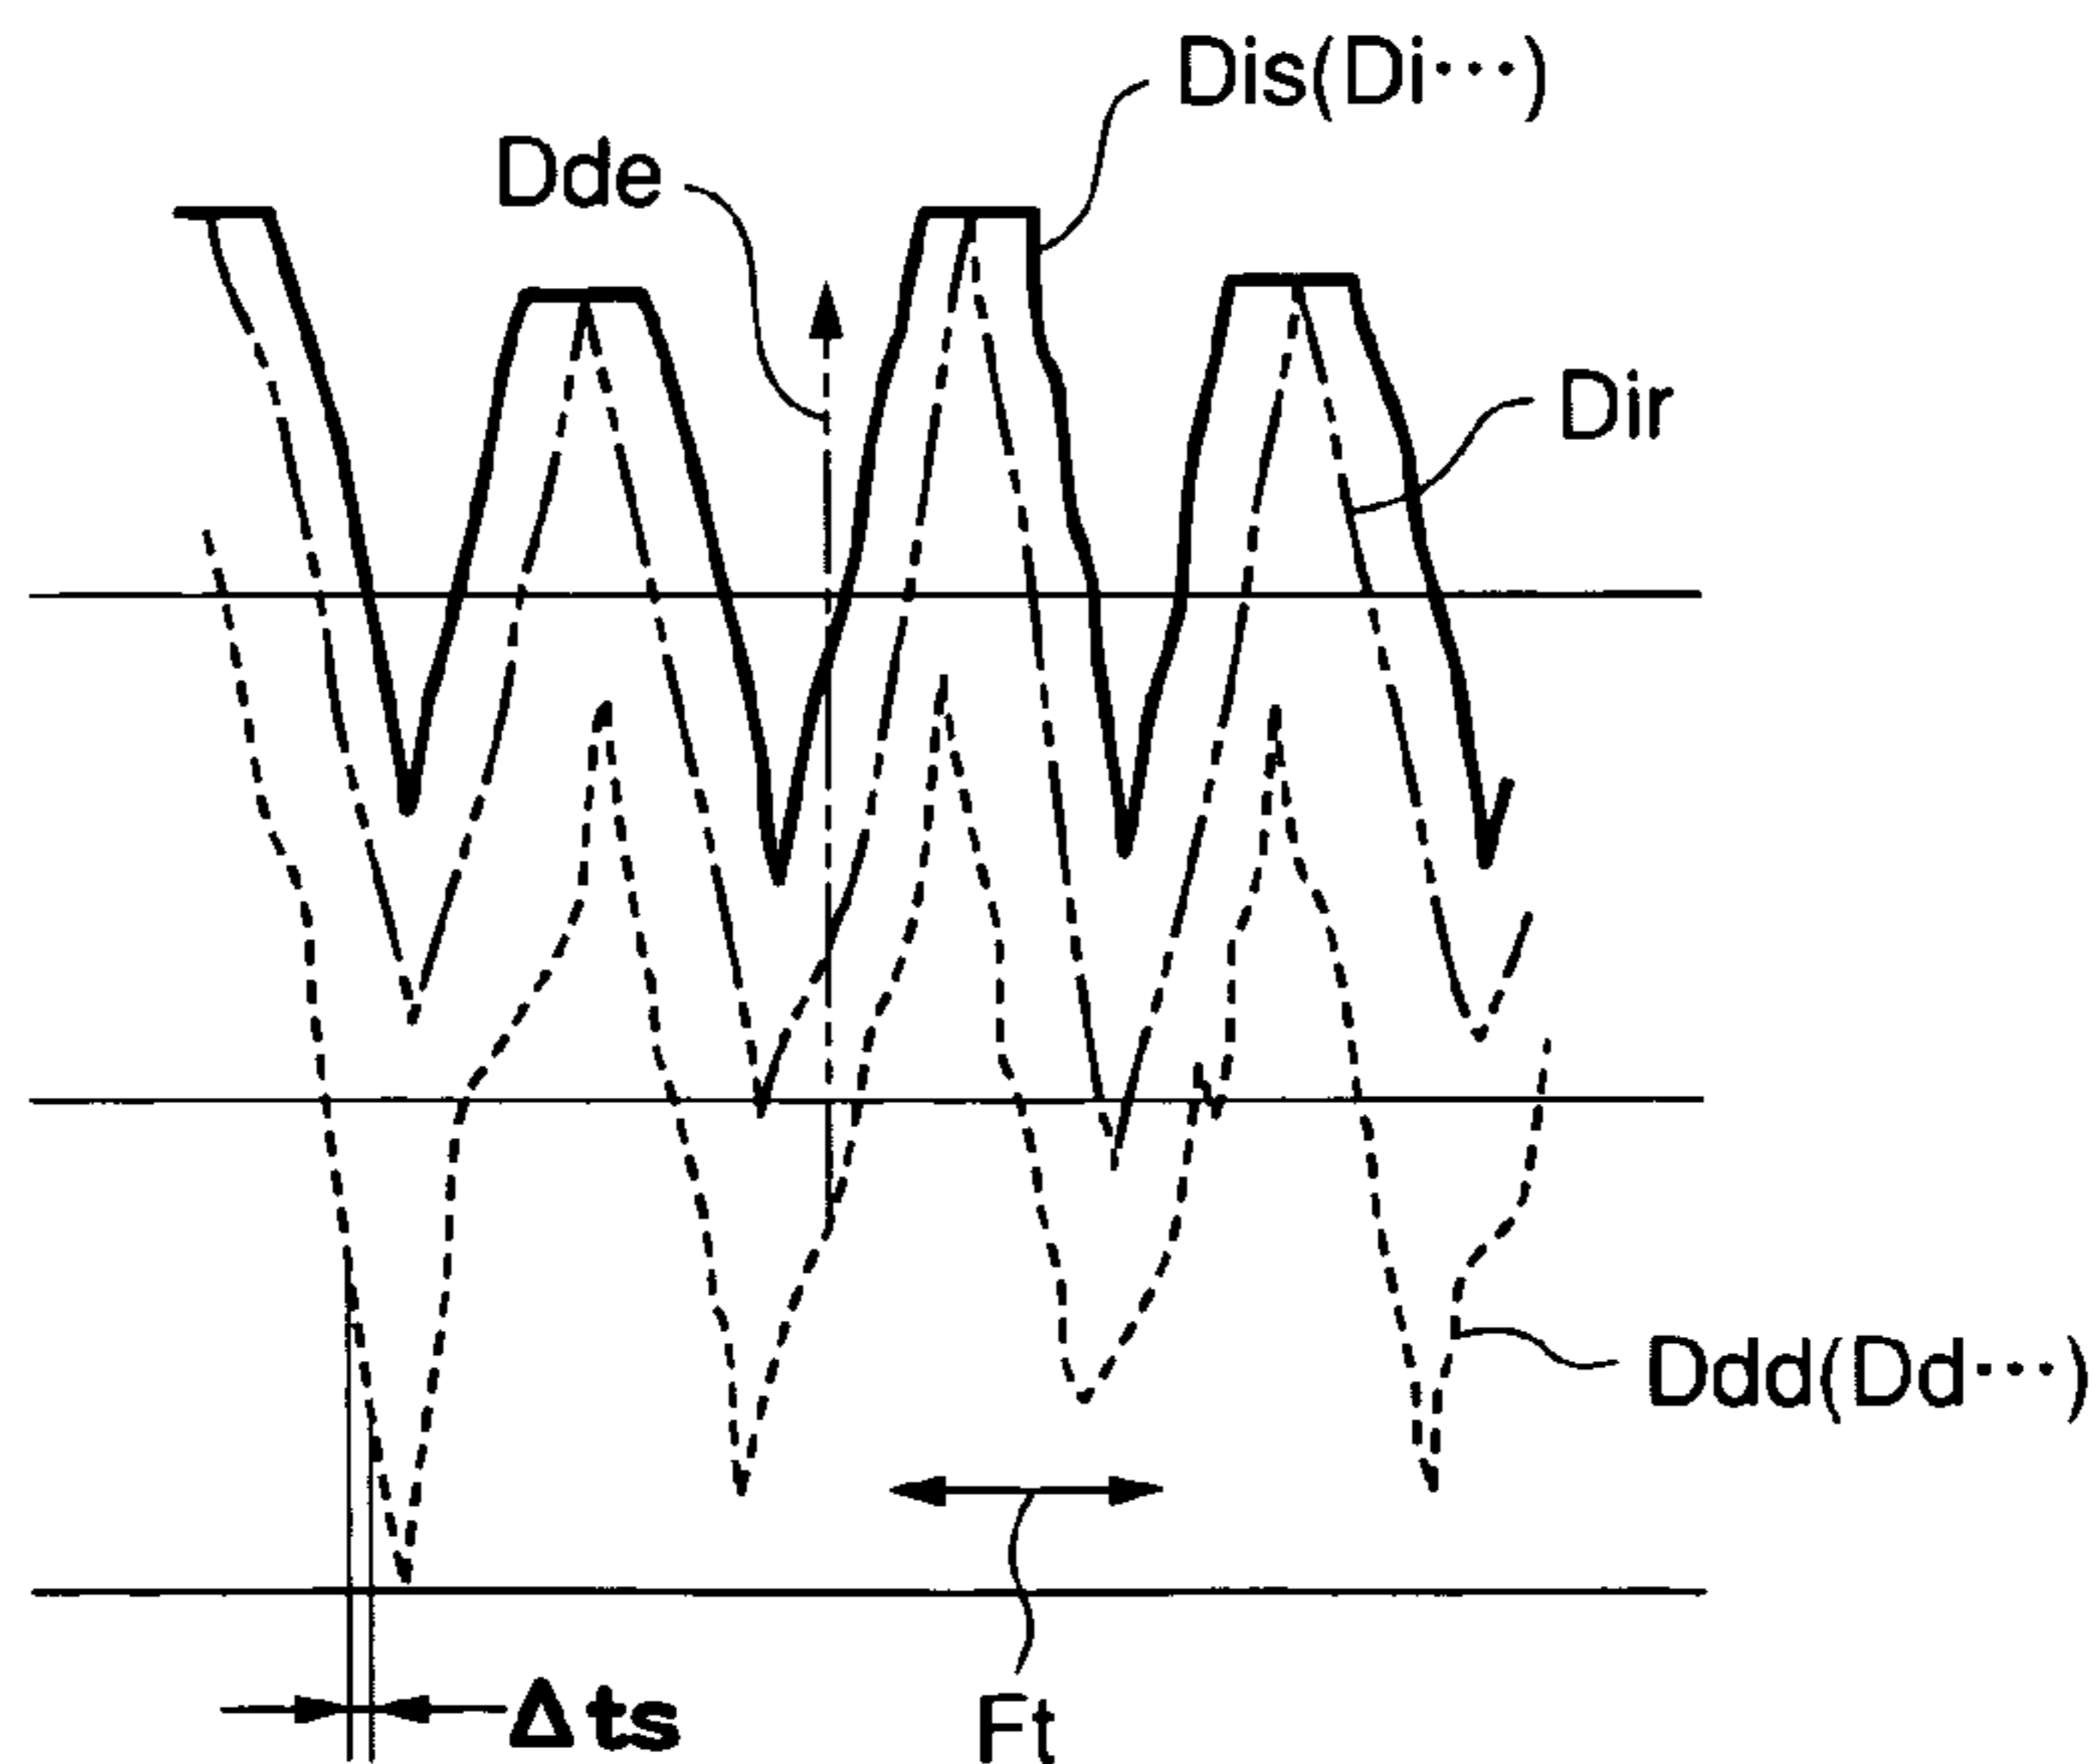 Dis(Di···)
Dde
Dir
Ddd(Dd···)
Δts
Ft